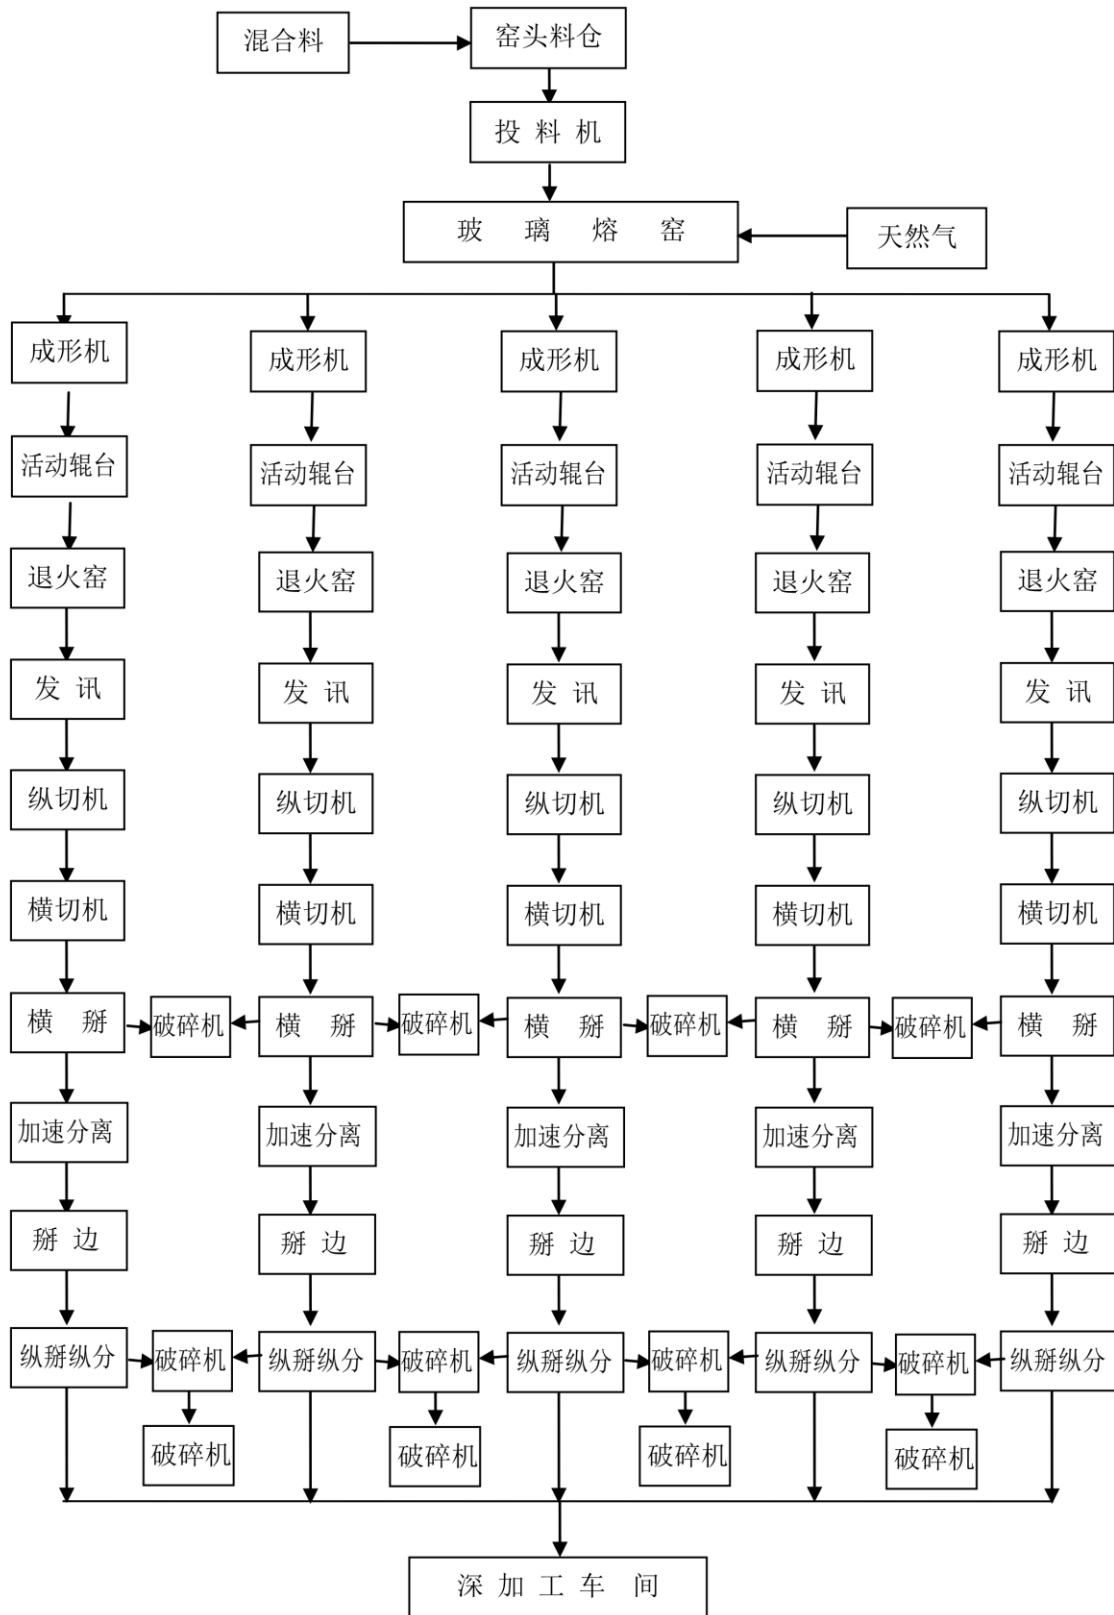 混合料
窑头料仓
投 料 机
玻 璃 熔 窑
天然气
成形机
成形机
成形机
成形机
成形机
活动辊台
活动辊台
活动辊台
活动辊台
活动辊台
退火窑
退火窑
退火窑
退火窑
退火窑
发 讯
发 讯
发 讯
发 讯
发 讯
纵切机
纵切机
纵切机
纵切机
纵切机
横切机
横切机
横切机
横切机
横切机
横 掰
破碎机
横 掰
破碎机
横 掰
破碎机
横 掰
破碎机
横 掰
加速分离
加速分离
加速分离
加速分离
加速分离
掰 边
掰 边
掰 边
掰 边
掰 边
纵掰纵分
破碎机
纵掰纵分
破碎机
纵掰纵分
破碎机
纵掰纵分
破碎机
纵掰纵分
破碎机
破碎机
破碎机
破碎机
深 加 工 车 间